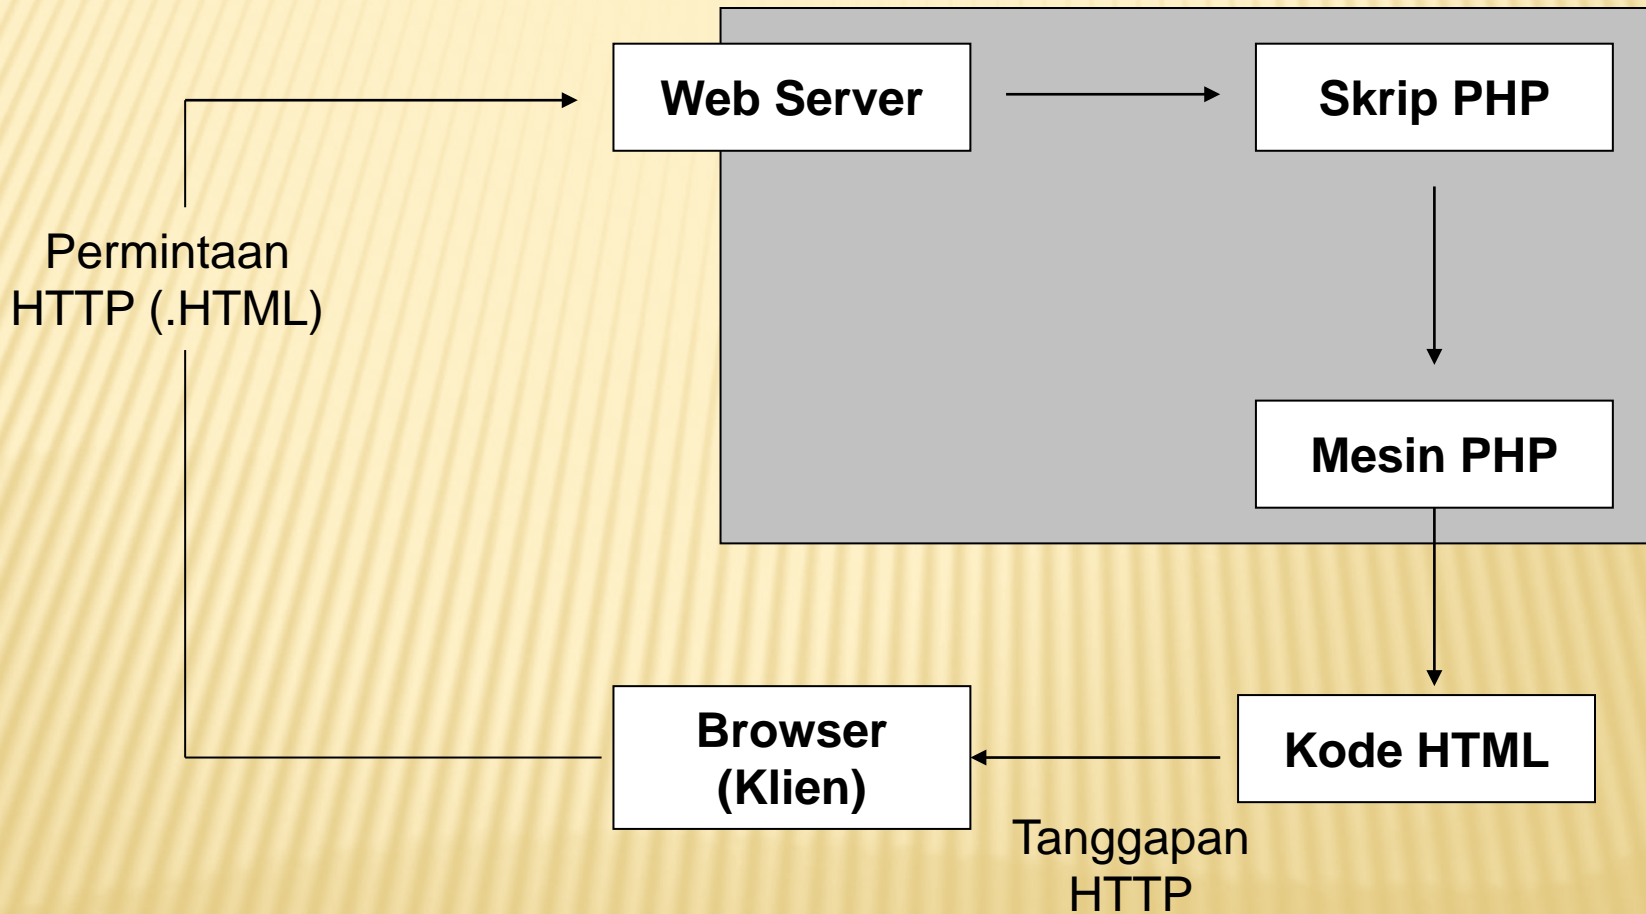 Web Server
Skrip PHP
Permintaan
HTTP (.HTML)
Mesin PHP
Browser
(Klien)
Kode HTML
Tanggapan
HTTP